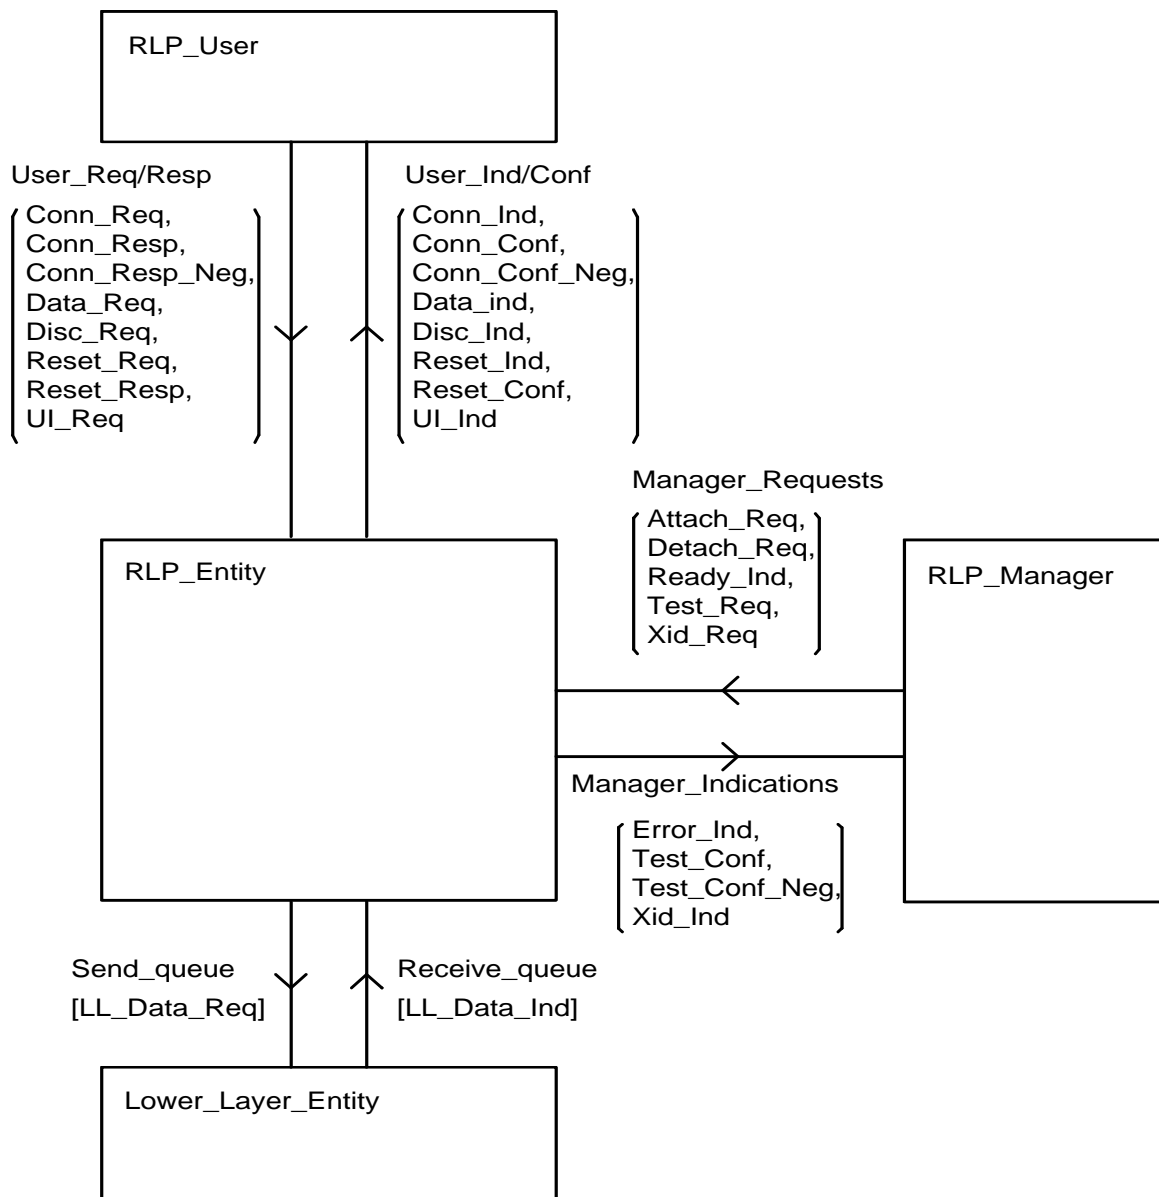 RLP_User
User_Req/Resp
Conn_Req,
Conn_Resp,
Conn_Resp_Neg,
Data_Req,
Disc_Req,
Reset_Req,
Reset_Resp,
UI_Req
User_Ind/Conf
Conn_Ind,
Conn_Conf,
Conn_Conf_Neg,
Data_ind,
Disc_Ind,
Reset_Ind,
Reset_Conf,
UI_Ind
Manager_Requests
Attach_Req,
Detach_Req,
Ready_Ind,
Test_Req,
Xid_Req
RLP_Entity
RLP_Manager
Manager_Indications
Error_Ind,
Test_Conf,
Test_Conf_Neg,
Xid_Ind
Send_queue
[LL_Data_Req]
Receive_queue
[LL_Data_Ind]
Lower_Layer_Entity